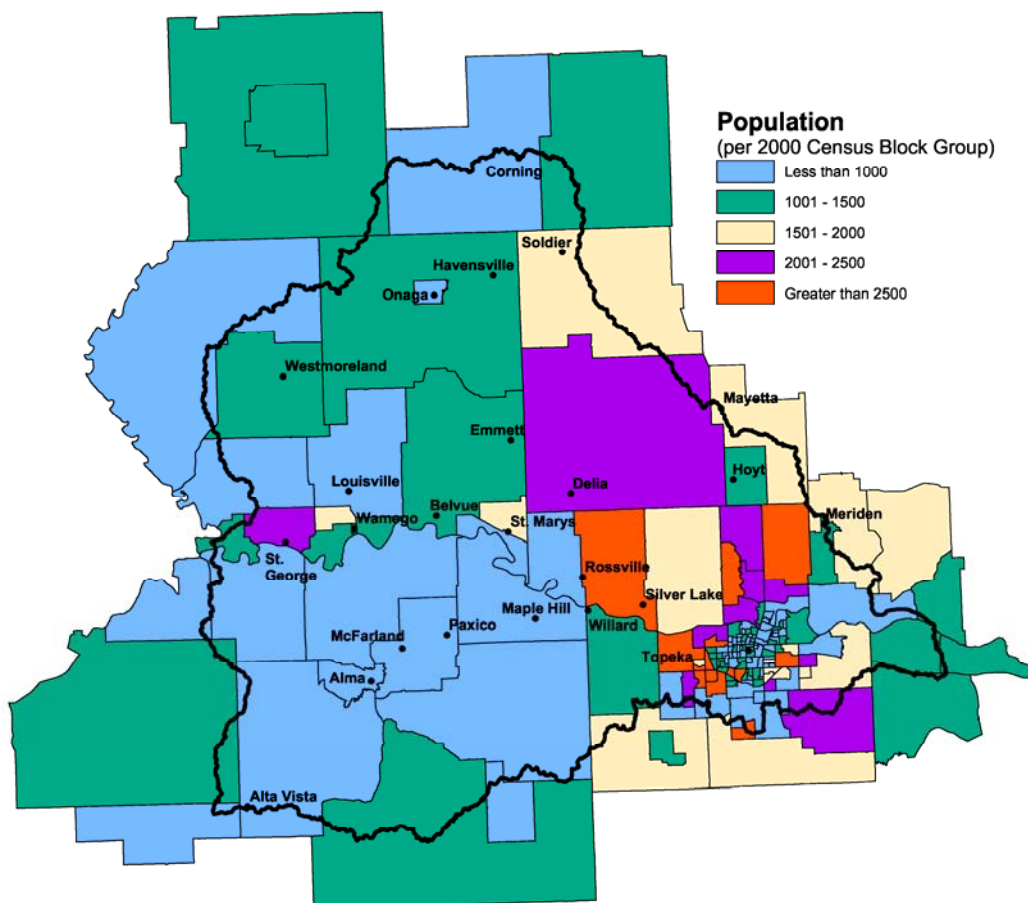 Population
(per 2000 Census Block Group)
Less than 1000
1001 - 1500
1501 - 2000
2001 - 2500
Greater than 2500
Corning
Soldier
Havensville
Onaga
Westmoreland
Mayetta
Emmett
Hoyt
Louisville
Delia
Belvue
Wamego
St. Marys
Meriden
St.
George
Rossville
Silver Lake
Maple Hill
Willard
McFarland
Paxico
Topeka
Alma
Alta Vista